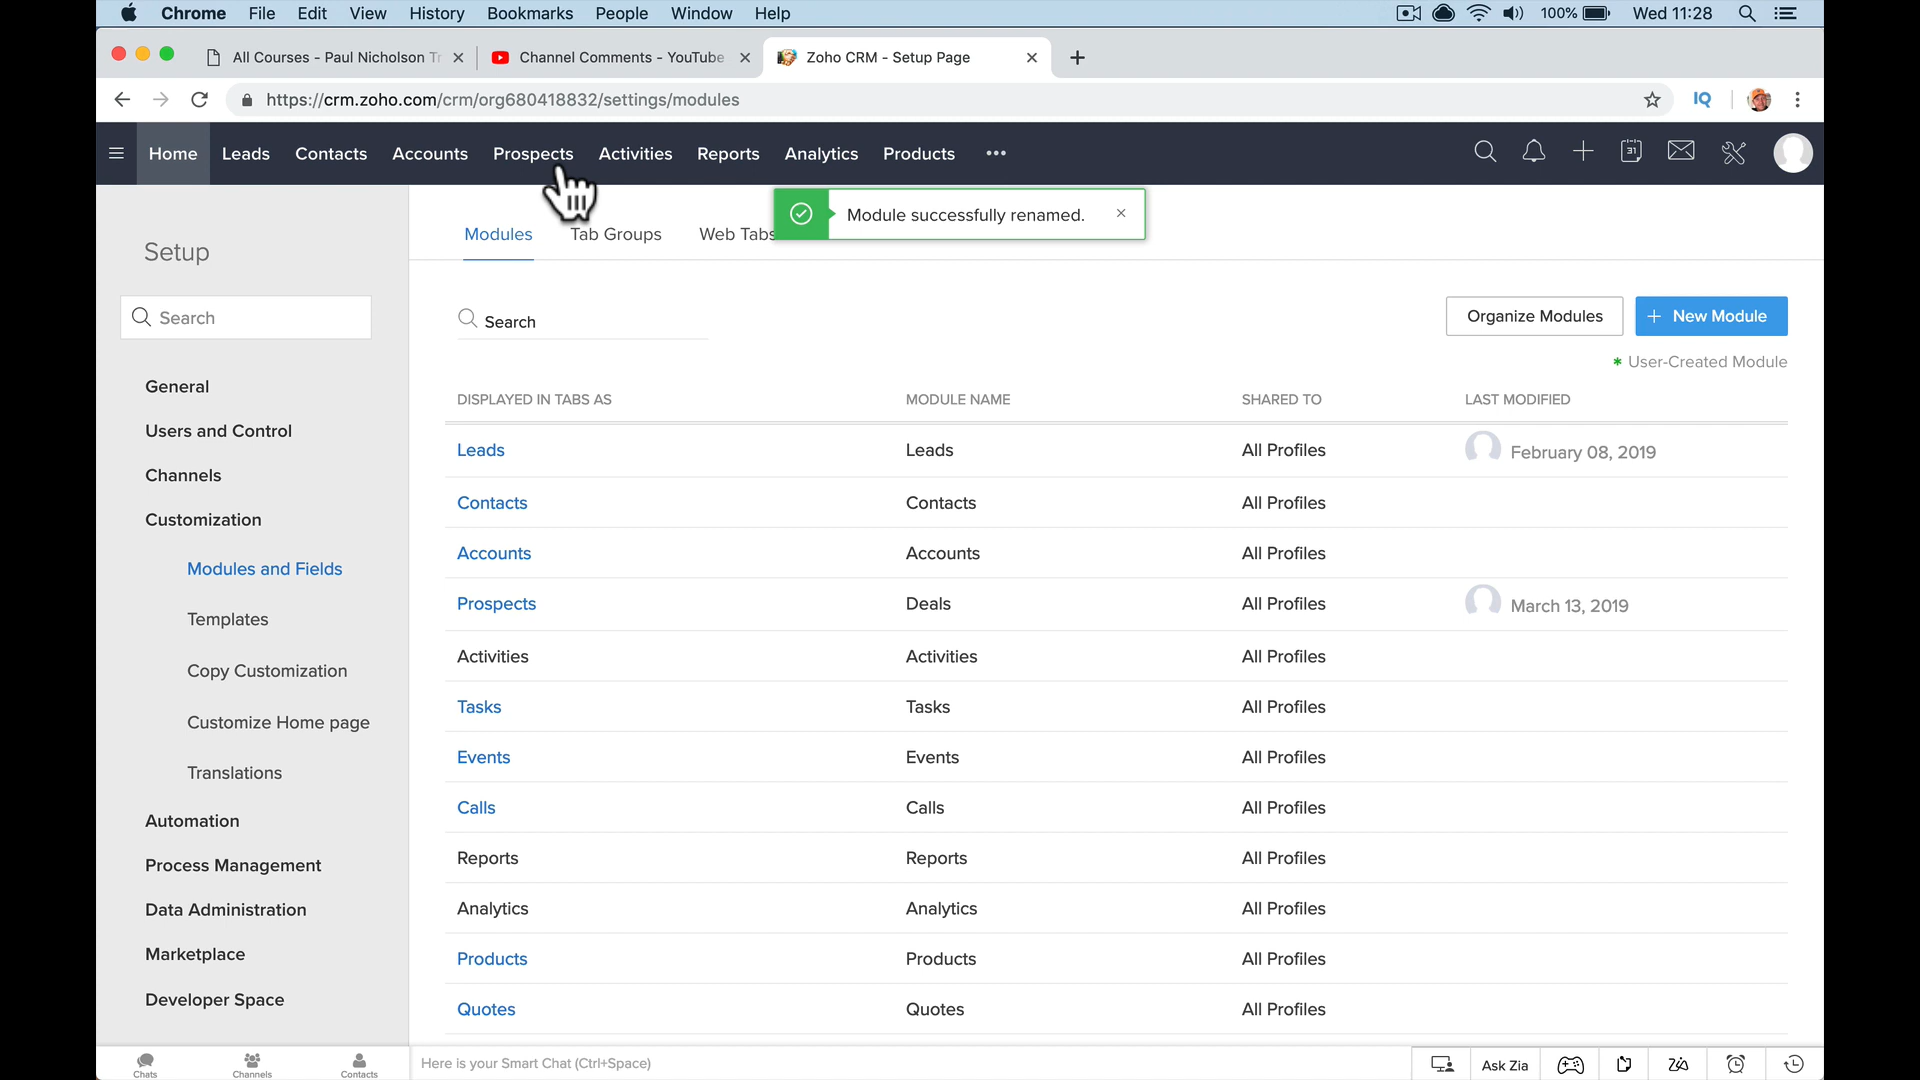 Chrome File Edit View History Bookmarks People Window Help 100% Wed 11:28
All Courses - Paul Nicholson Tr Channel Comments - YouTube Zoho CRM - Setup Page
https://crm.zoho.com/crm/org680418832/settings/modules IQ
Home Leads Contacts Accounts Prospects Activities Reports Analytics Products 31
Module successfully renamed.
Modules Tab Groups Web Tabs
Setup
Search
Search
Organize Modules + New Module
* User-Created Module
DISPLAYED IN TABS AS MODULE NAME SHARED TO LAST MODIFIED
Leads Leads All Profiles February 08, 2019
Contacts Contacts All Profiles
Accounts Accounts All Profiles
Prospects Deals All Profiles March 13, 2019
Activities Activities All Profiles
Tasks Tasks All Profiles
Events Events All Profiles
Calls Calls All Profiles
Reports Reports All Profiles
Analytics Analytics All Profiles
Products Products All Profiles
Quotes Quotes All Profiles
General
Users and Control
Channels
Customization
Modules and Fields
Templates
Copy Customization
Customize Home page
Translations
Automation
Process Management
Data Administration
Marketplace
Developer Space
Chats Channels Contacts Here is your Smart Chat (Ctrl+Space) Ask Zia